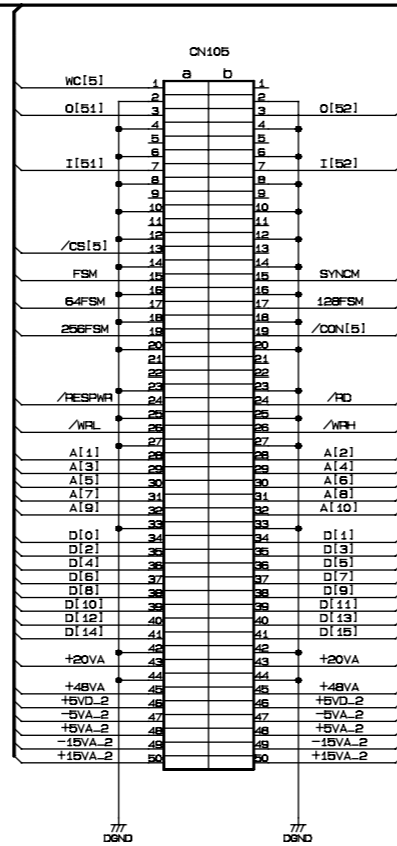 CN105
a b
WC[5] 1 1
2 2
O[51] 3 3 O[52]
4 4
5 5
6 6
I[51] 7 7 I[52]
8 8
9 9
10 10
11 11
12 12
/CS[5] 13 13
14 14
FSM 15 15 SYNCM
16 16
64FSM 17 17 128FSM
18 18
256FSM 19 19 /CON[5]
20 20
21 21
22 22
23 23
/RESPWR 24 24 /RD
25 25
/WRL 26 26 /WRH
27 27
A[1] 28 28 A[2]
A[3] 29 29 A[4]
A[5] 30 30 A[6]
A[7] 31 31 A[8]
A[9] 32 32 A[10]
33 33
D[0] 34 34 D[1]
D[2] 35 35 D[3]
D[4] 36 36 D[5]
D[6] 37 37 D[7]
D[8] 38 38 D[9]
D[10] 39 39 D[11]
D[12] 40 40 D[13]
D[14] 41 41 D[15]
42 42
+20VA 43 43 +20VA
44 44
+48VA 45 45 +48VA
+5VD_2 46 46 +5VD_2
-5VA_2 47 47 -5VA_2
+5VA_2 48 48 +5VA_2
-15VA_2 49 49 -15VA_2
+15VA_2 50 50 +15VA_2
DGND DGND